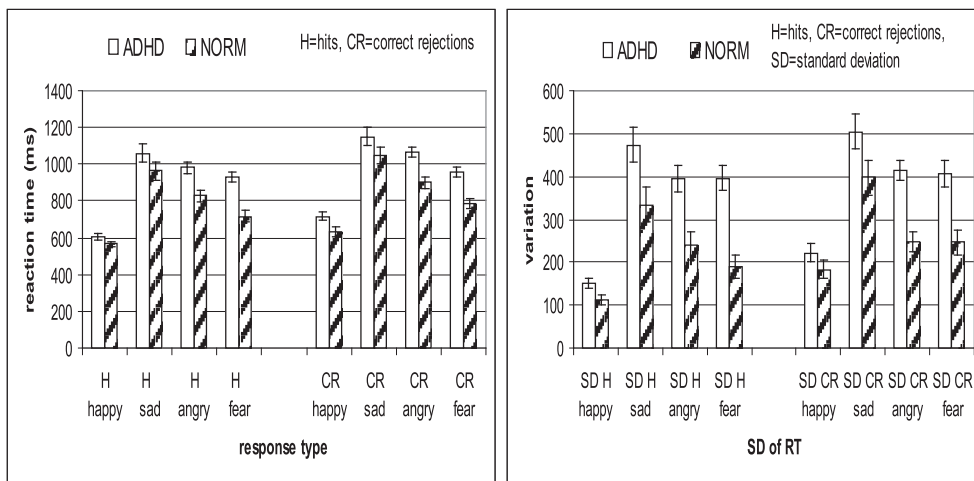 ADHD NORM H=hits, CR=correct rejections
1400
1200
1000
800
600
400
200
0
reaction time (ms)
H H H H CR CR CR CR
happy sad angry fear happy sad angry fear
response type
H=hits, CR=correct rejections,
ADHD NORM SD=standard deviation
600
500
400
300
200
100
0
variation
SD H SD H SD H SD H SD CR SD CR SD CR SD CR
happy sad angry fear happy sad angry fear
SD of RT